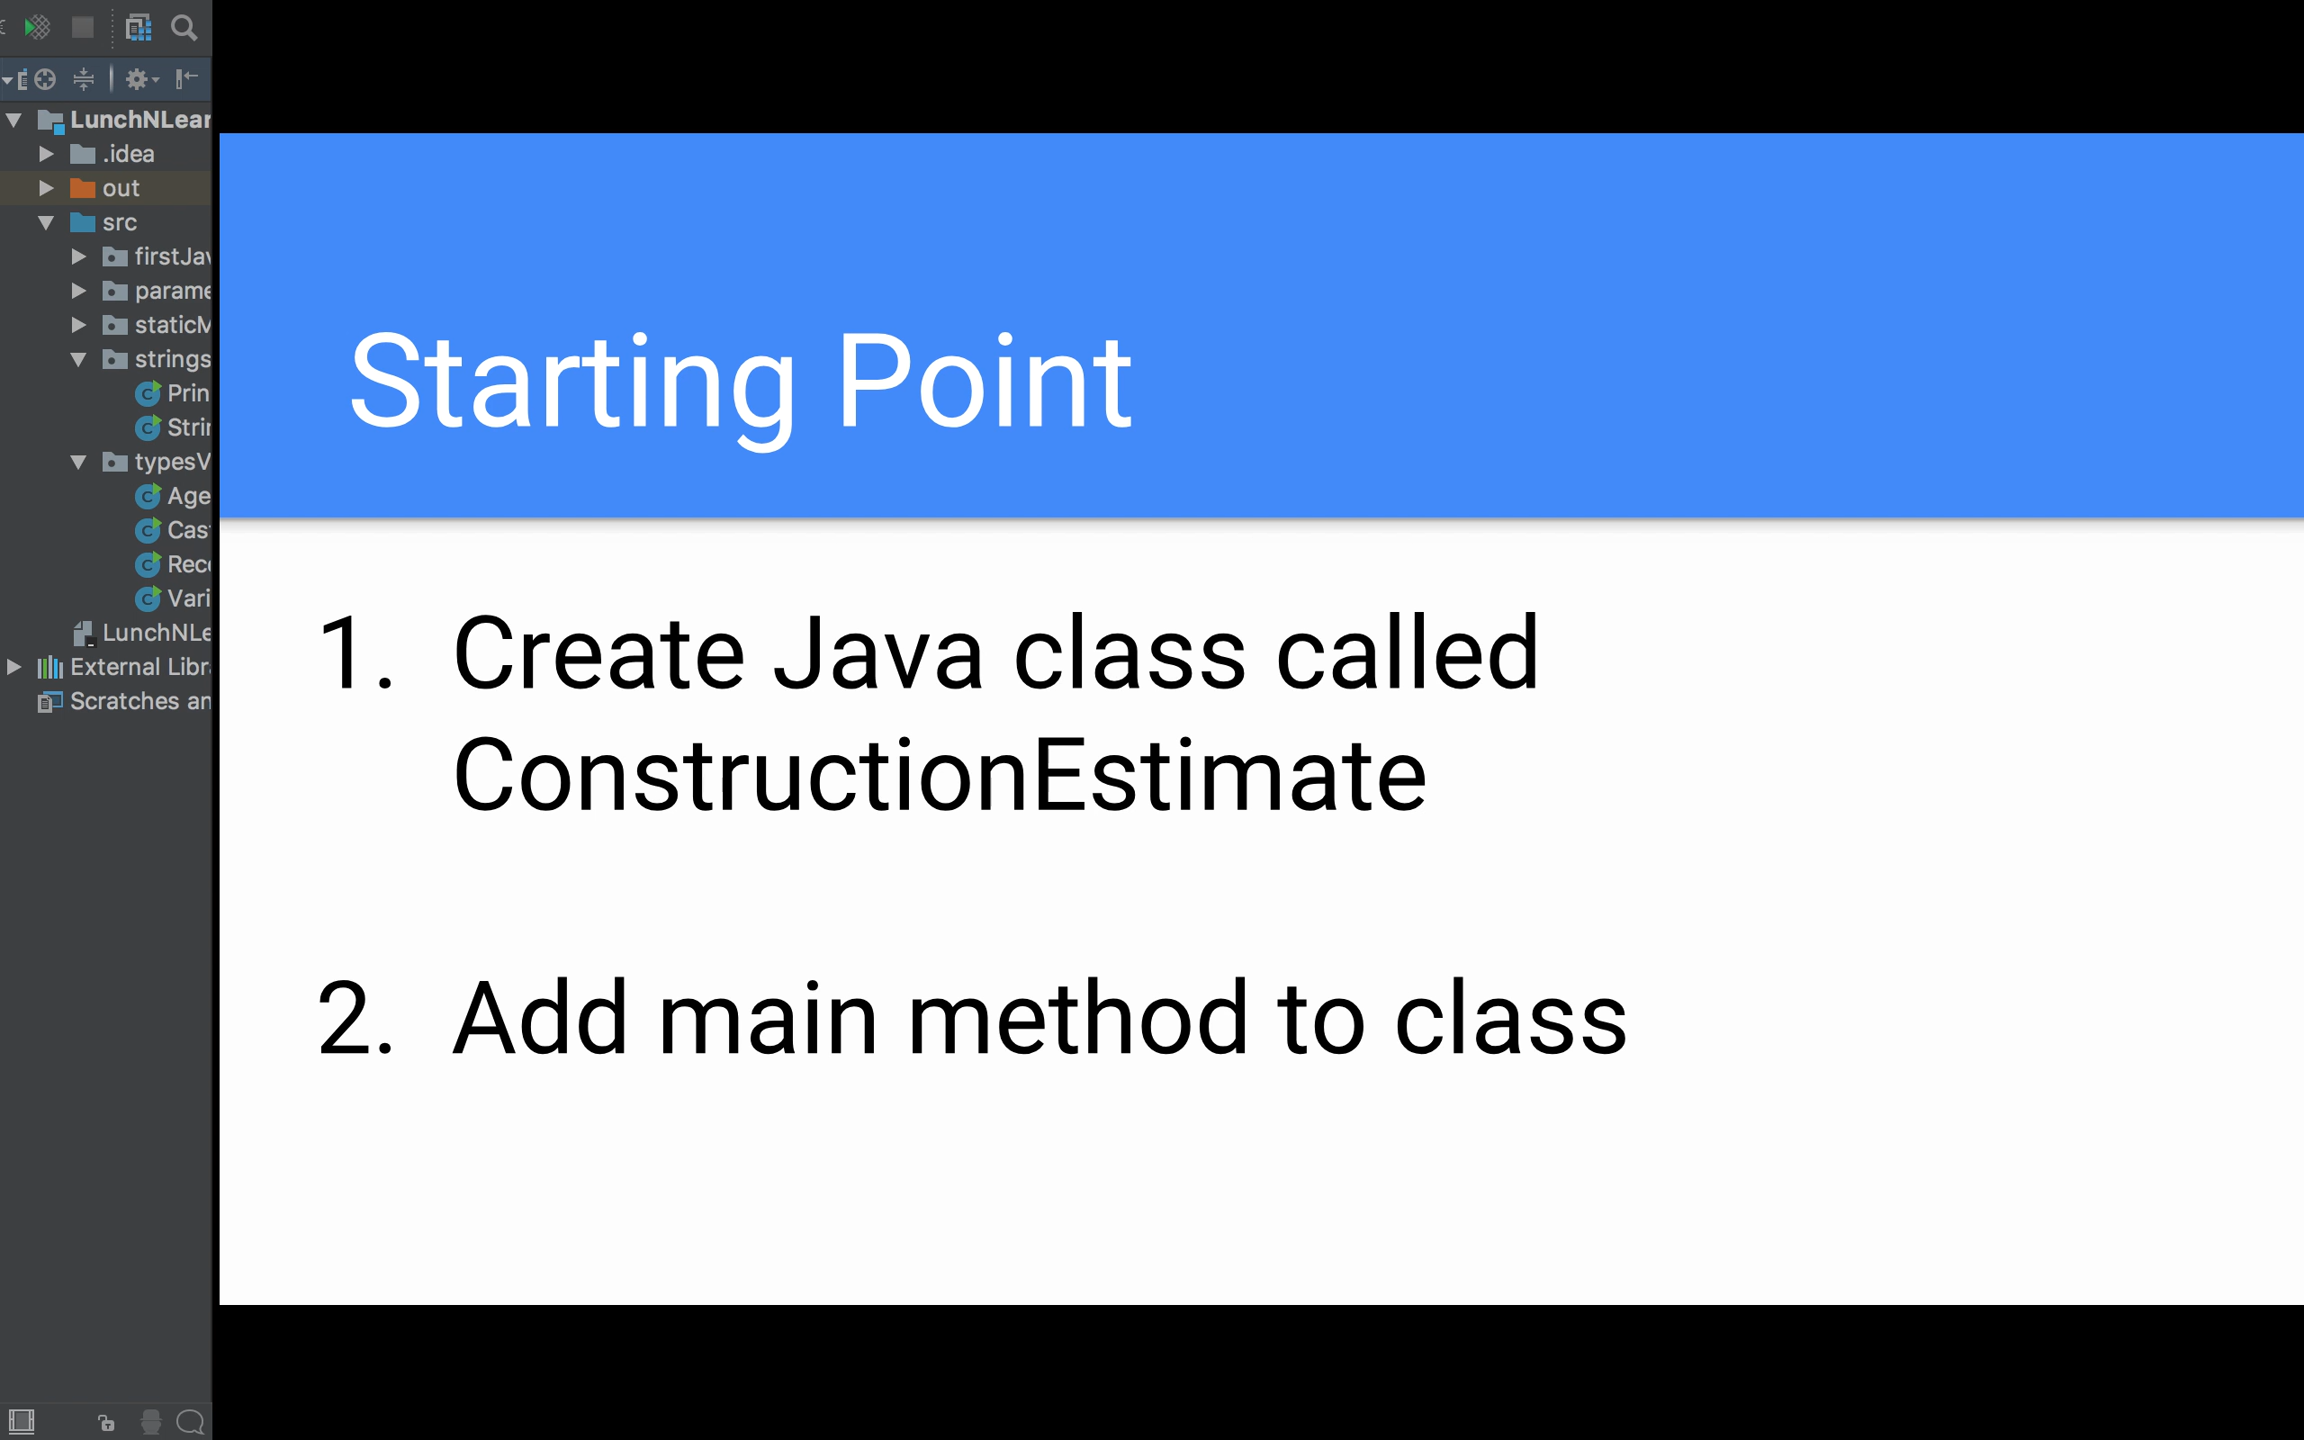 LunchNLear
.idea
out
src
firstJav
parame
staticM
strings
Prin
Strin
typesV
Age
Cas
Rec
Vari
LunchNLe
External Libr
Scratches an
Starting Point
1. Create Java class called
ConstructionEstimate
2. Add main method to class